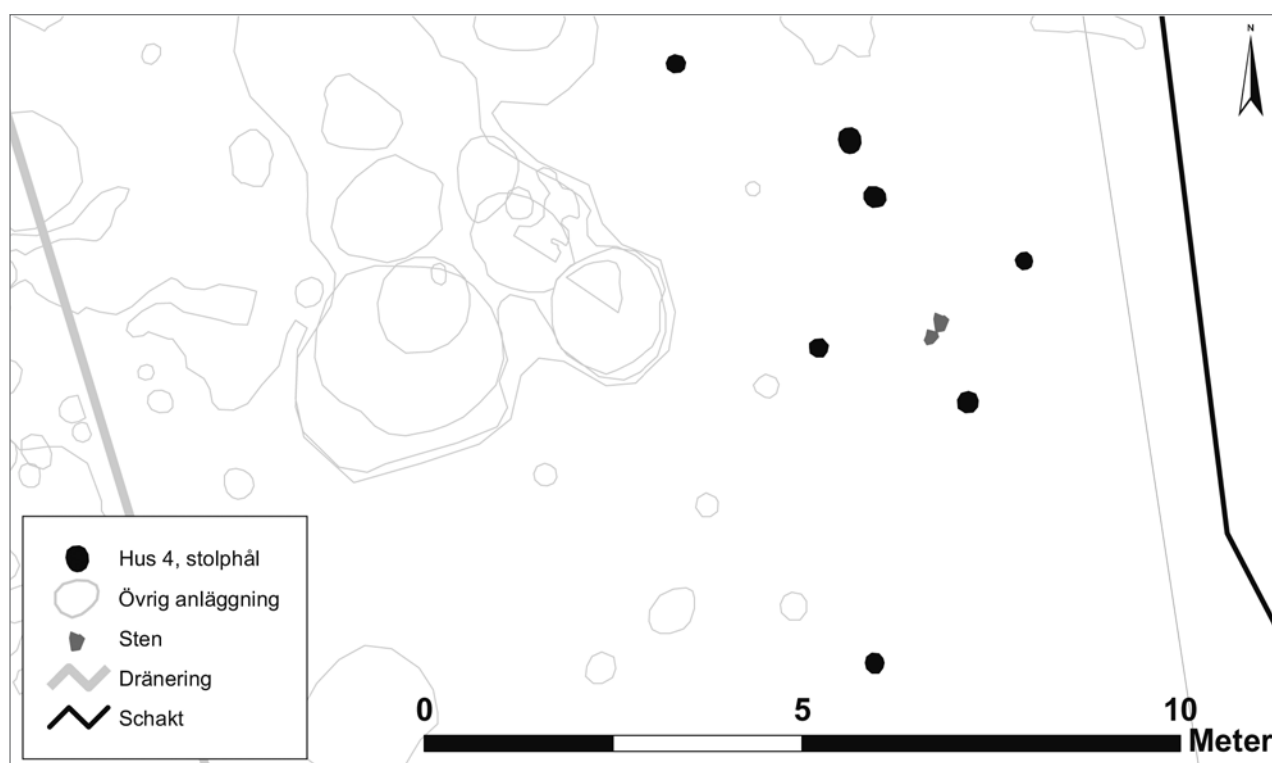 N
Hus 4, stolphål
Övrig anläggning
Sten
Dränering
Schakt
0 5 10
Meter